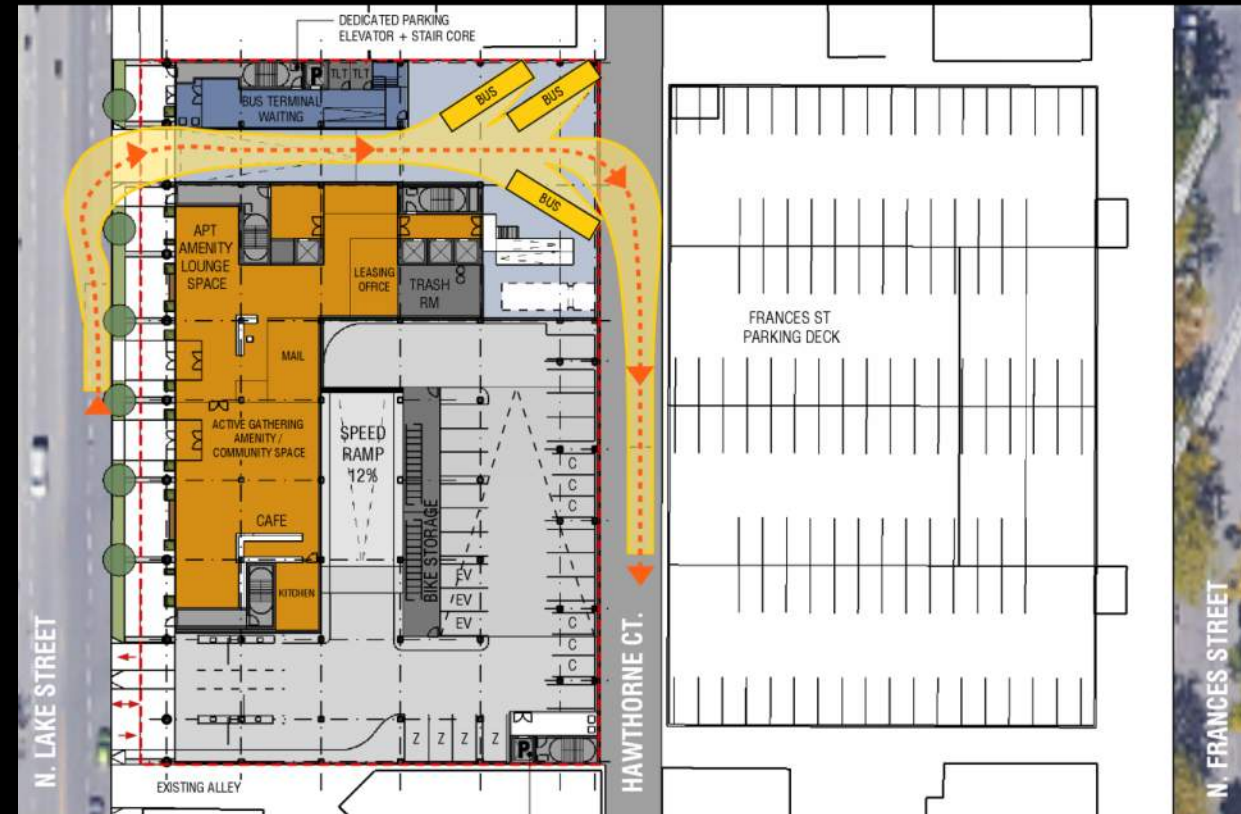 DEDICATED PARKING
ELEVATOR + STAIR CORE
P
TLT
TLT
BUS TERMINAL
WAITING
BUS
BUS
BUS
APT
AMENITY
LOUNGE
SPACE
LEASING
OFFICE
TRASH
RM
MAIL
ACTIVE GATHERING
AMENITY /
COMMUNITY SPACE
SPEED
RAMP
12%
CAFE
KITCHEN
BIKE STORAGE
EV
EV
EV
C
C
C
C
C
C
C
C
Z
Z
Z
Z
P
FRANCES ST
PARKING DECK
N. LAKE STREET
HAWTHORNE CT.
N. FRANCES STREET
EXISTING ALLEY